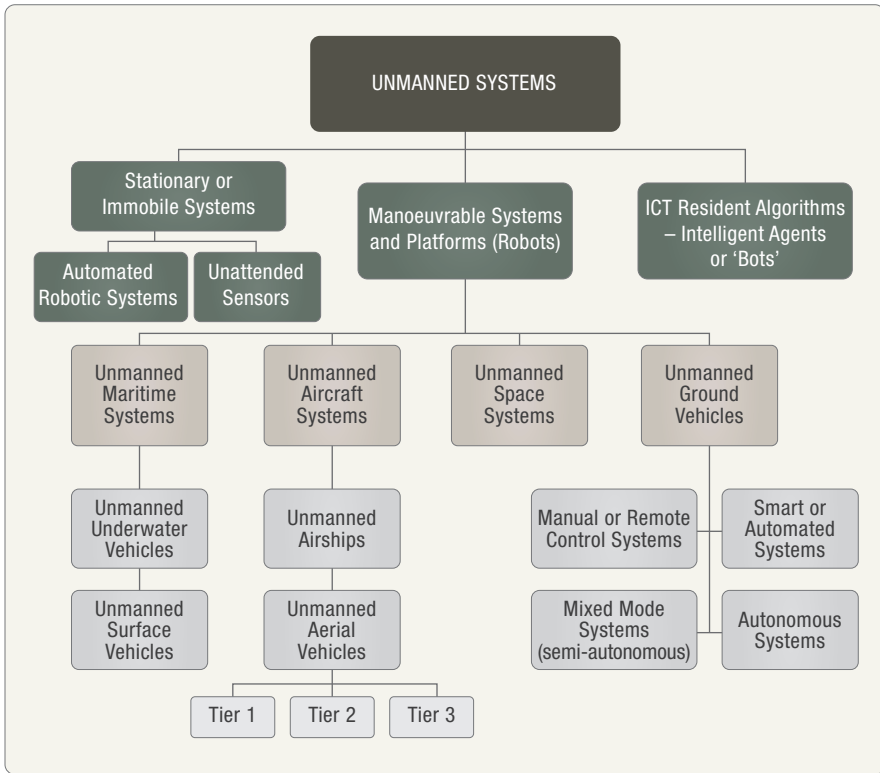 UNMANNED SYSTEMS
Stationary or
Immobile Systems
Manoeuvrable Systems
and Platforms (Robots)
ICT Resident Algorithms
– Intelligent Agents
or ‘Bots’
Automated
Robotic Systems
Unattended
Sensors
Unmanned
Maritime
Systems
Unmanned
Aircraft
Systems
Unmanned
Space
Systems
Unmanned
Ground
Vehicles
Unmanned
Underwater
Vehicles
Unmanned
Airships
Manual or Remote
Control Systems
Smart or
Automated
Systems
Unmanned
Surface
Vehicles
Unmanned
Aerial
Vehicles
Mixed Mode
Systems
(semi-autonomous)
Autonomous
Systems
Tier 1
Tier 2
Tier 3